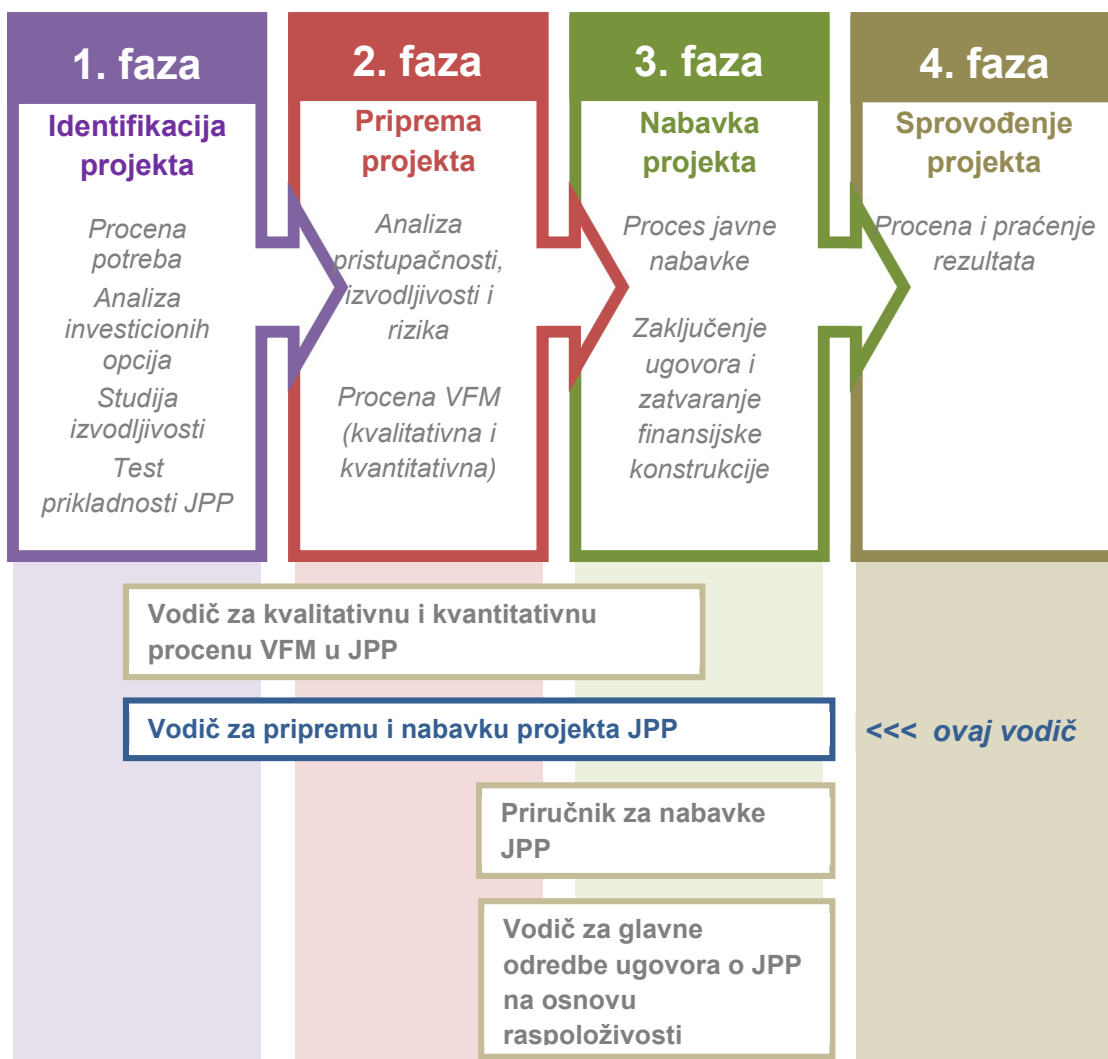 1. faza
Identifikacija
projekta
Procena
potreba
Analiza
investicionih
opcija
Studija
izvodljivosti
Test
prikladnosti JPP
2. faza
Priprema
projekta
Analiza
pristupačnosti,
izvodljivosti i
rizika
Procena VFM
(kvalitativna i
kvantitativna)
3. faza
Nabavka
projekta
Proces javne
nabavke
Zaključenje
ugovora i
zatvaranje
finansijske
konstrukcije
4. faza
Sprovođenje
projekta
Procena i praćenje
rezultata
Vodič za kvalitativnu i kvantitativnu
procenu VFM u JPP
Vodič za pripremu i nabavku projekta JPP
<<< ovaj vodič
Priručnik za nabavke
JPP
Vodič za glavne
odredbe ugovora o JPP
na osnovu
raspoloživosti